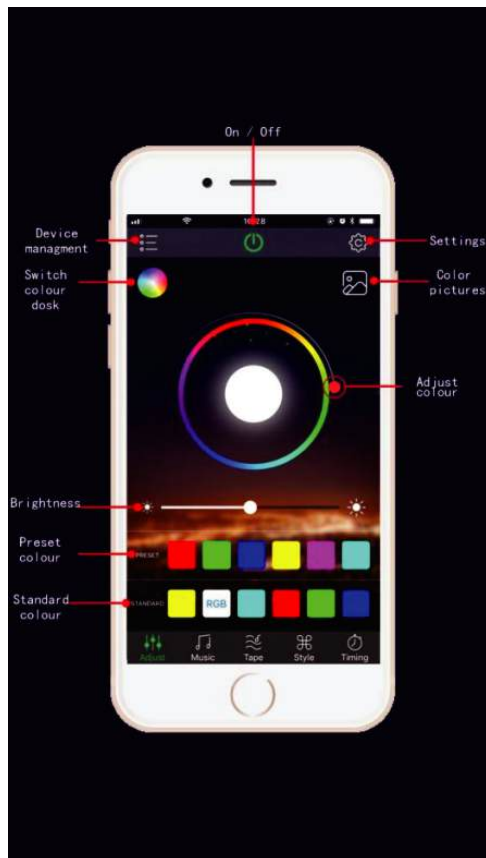 On / Off
Device
managment
Settings
Switch
colour
dosk
Color
pictures
Adjust
colour
Brightness
Preset
colour
PRESET
Standard
colour
STANDARD
RGB
Adjust
Music
Tape
Style
Timing